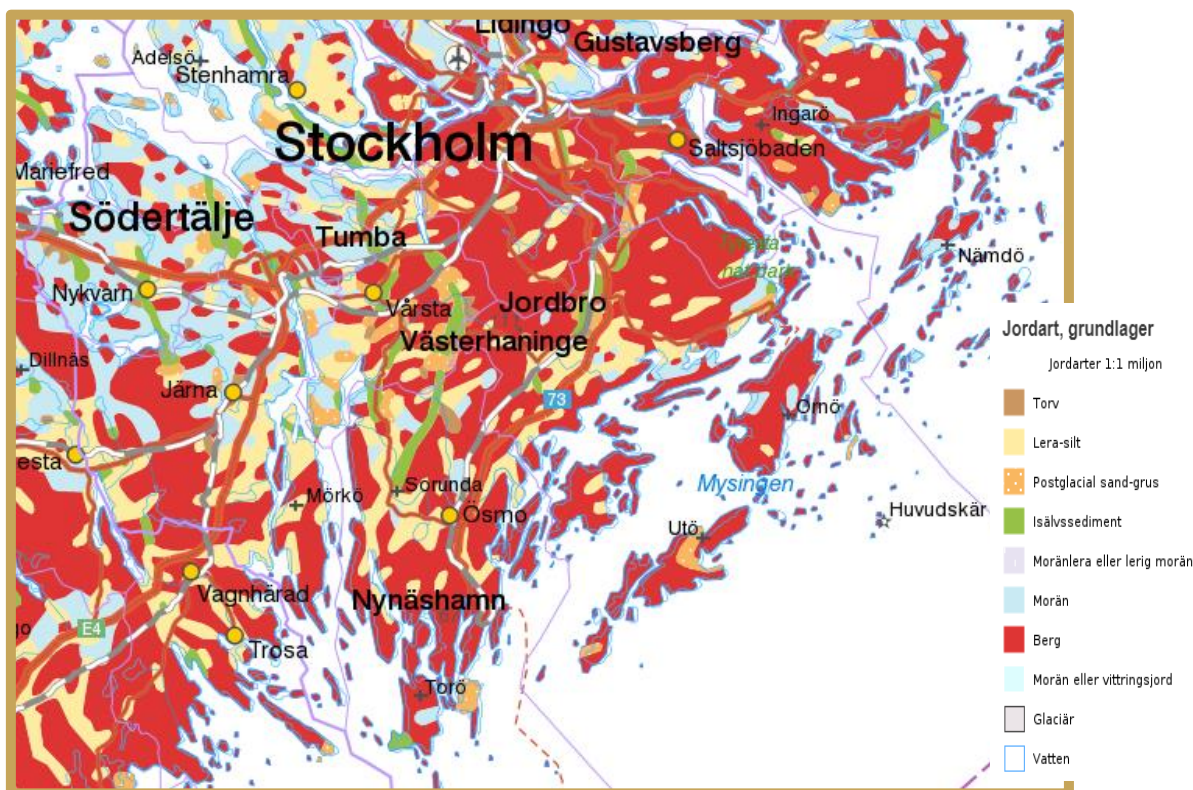 Lidingö
Gustavsberg
Adelsö
Stenhamra
Ingarö
Stockholm
Saltsjöbaden
Mariefred
Södertälje
Tumba
Nämdö
Nykvarn
Vårsta
Jordbro
Västerhaninge
Dillnäs
Järna
73
Ornö
esta
Mörkö
Sorunda
Ösmo
Mysingen
Huvudskär
Utö
Vagnhärad
Nynäshamn
go
E4
Trosa
Torö
Jordart, grundlager
Jordarter 1:1 miljon
Torv
Lera-silt
Postglacial sand-grus
Isälvssediment
Moränlera eller lerig morän
Morän
Berg
Morän eller vittringsjord
Glaciär
Vatten